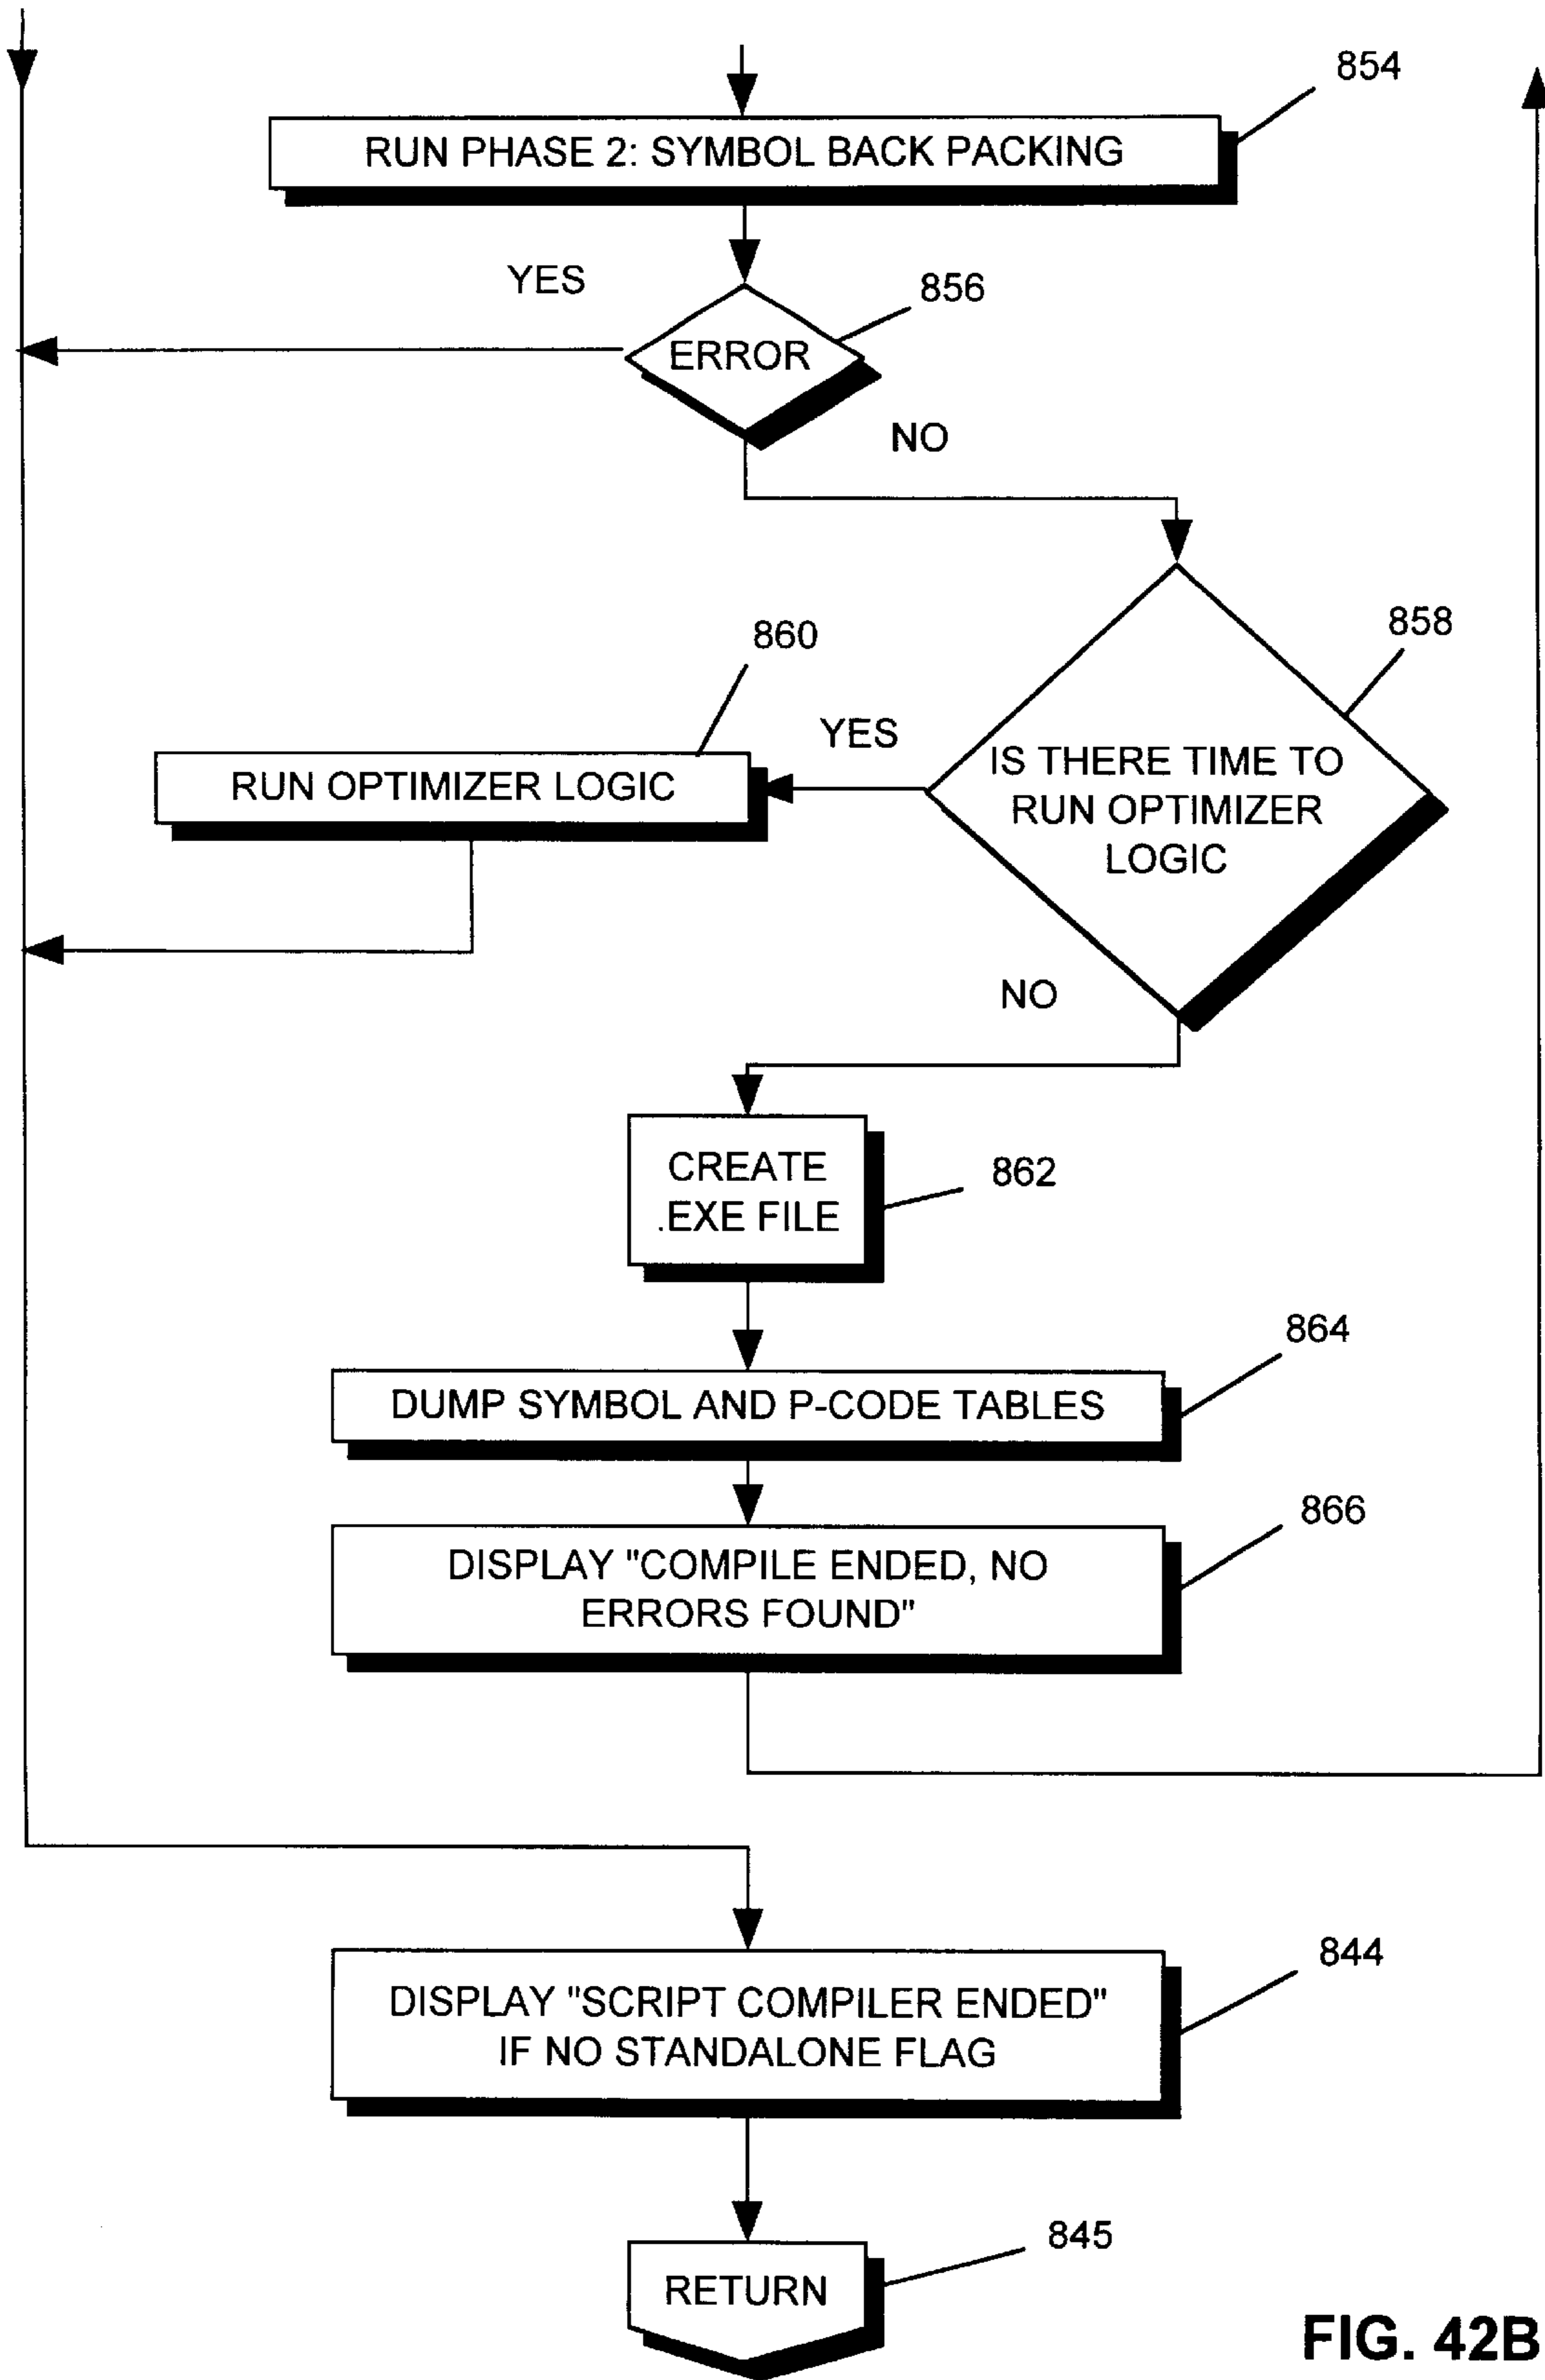 854
RUN PHASE 2: SYMBOL BACK PACKING
YES
856
ERROR
NO
860
858
YES
IS THERE TIME TO
RUN OPTIMIZER
LOGIC
RUN OPTIMIZER LOGIC
NO
CREATE
.EXE FILE
862
864
DUMP SYMBOL AND P-CODE TABLES
866
DISPLAY "COMPILE ENDED, NO
ERRORS FOUND"
844
DISPLAY "SCRIPT COMPILER ENDED"
IF NO STANDALONE FLAG
845
RETURN
FIG. 42B